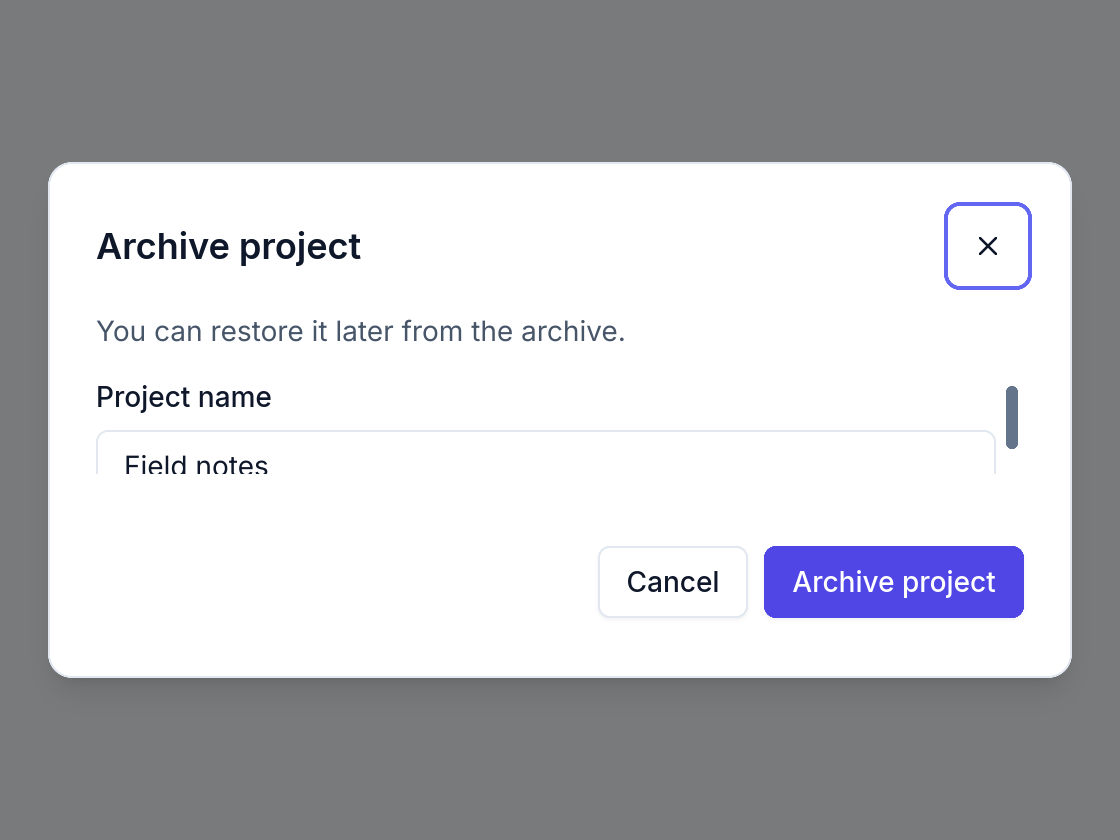 Archive project
You can restore it later from the archive.
Project name
Field notes
Cancel
Archive project